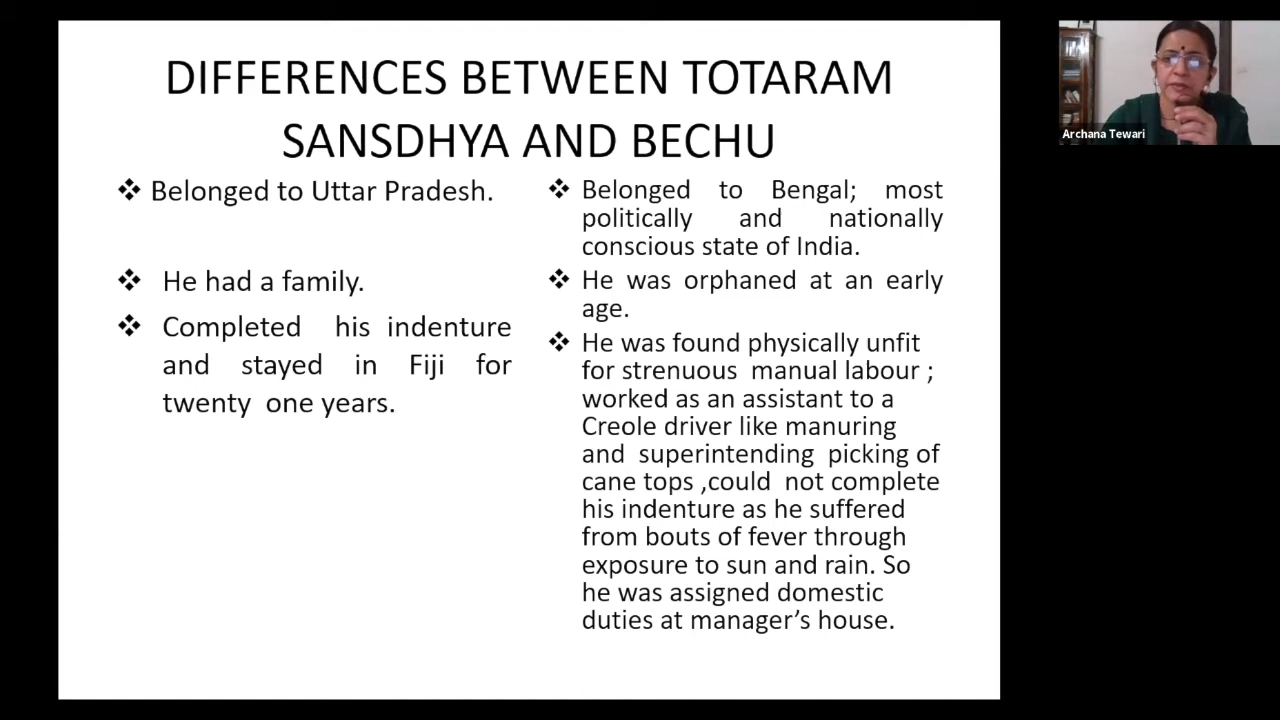 DIFFERENCES BETWEEN TOTARAM
SANSDHYA AND BECHU
❖ Belonged to Uttar Pradesh.
❖ He had a family.
❖ Completed his indenture
and stayed in Fiji for
twenty one years.
❖ Belonged to Bengal; most
politically and nationally
conscious state of India.
❖ He was orphaned at an early
age.
❖ He was found physically unfit
for strenuous manual labour ;
worked as an assistant to a
Creole driver like manuring
and superintending picking of
cane tops ,could not complete
his indenture as he suffered
from bouts of fever through
exposure to sun and rain. So
he was assigned domestic
duties at manager's house.
Archana Tewari